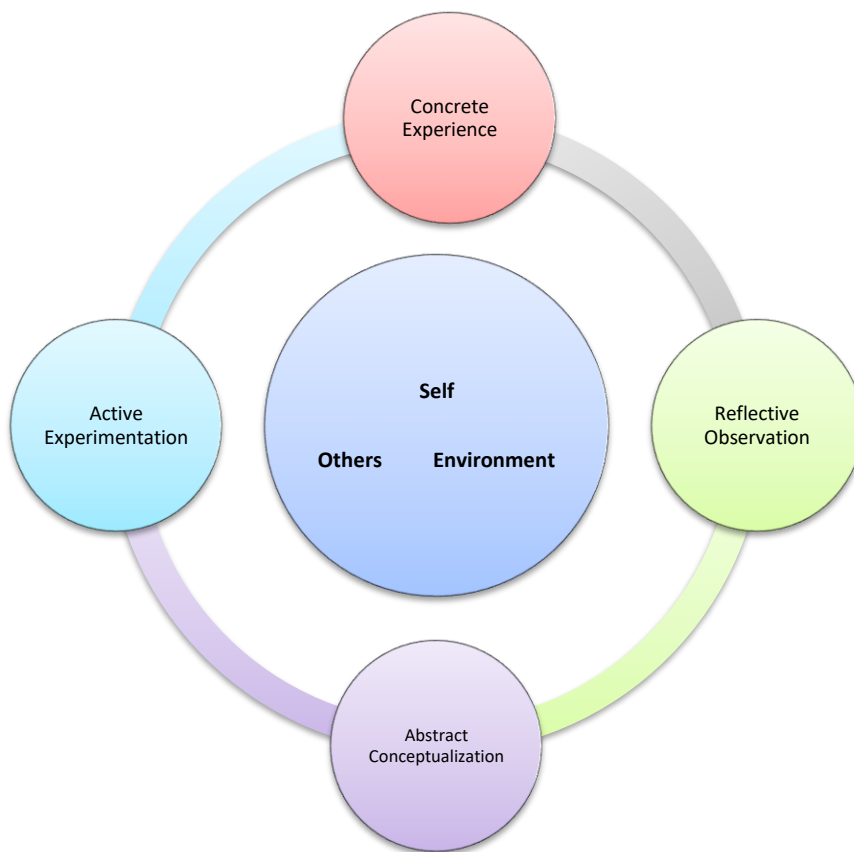 Concrete
Experience
Self
Others Environment
Active
Experimentation
Reflective
Observation
Abstract
Conceptualization